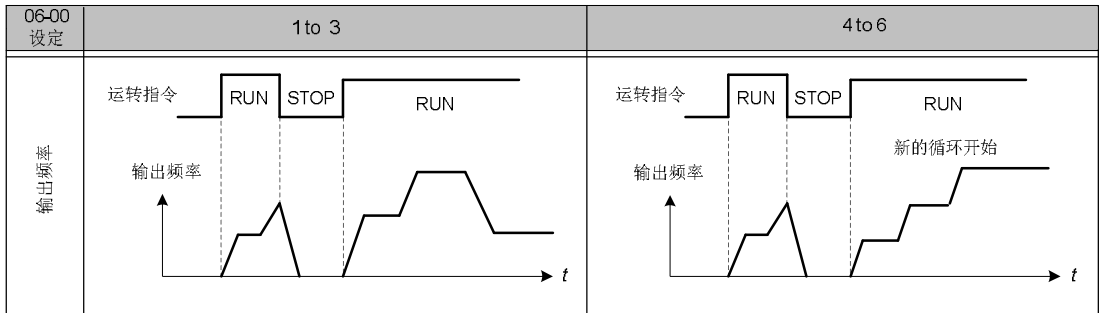 06-00
设定
1 to 3
4 to 6
输出频率
运转指令
RUN
STOP
RUN
输出频率
t
运转指令
RUN
STOP
RUN
新的循环开始
输出频率
t